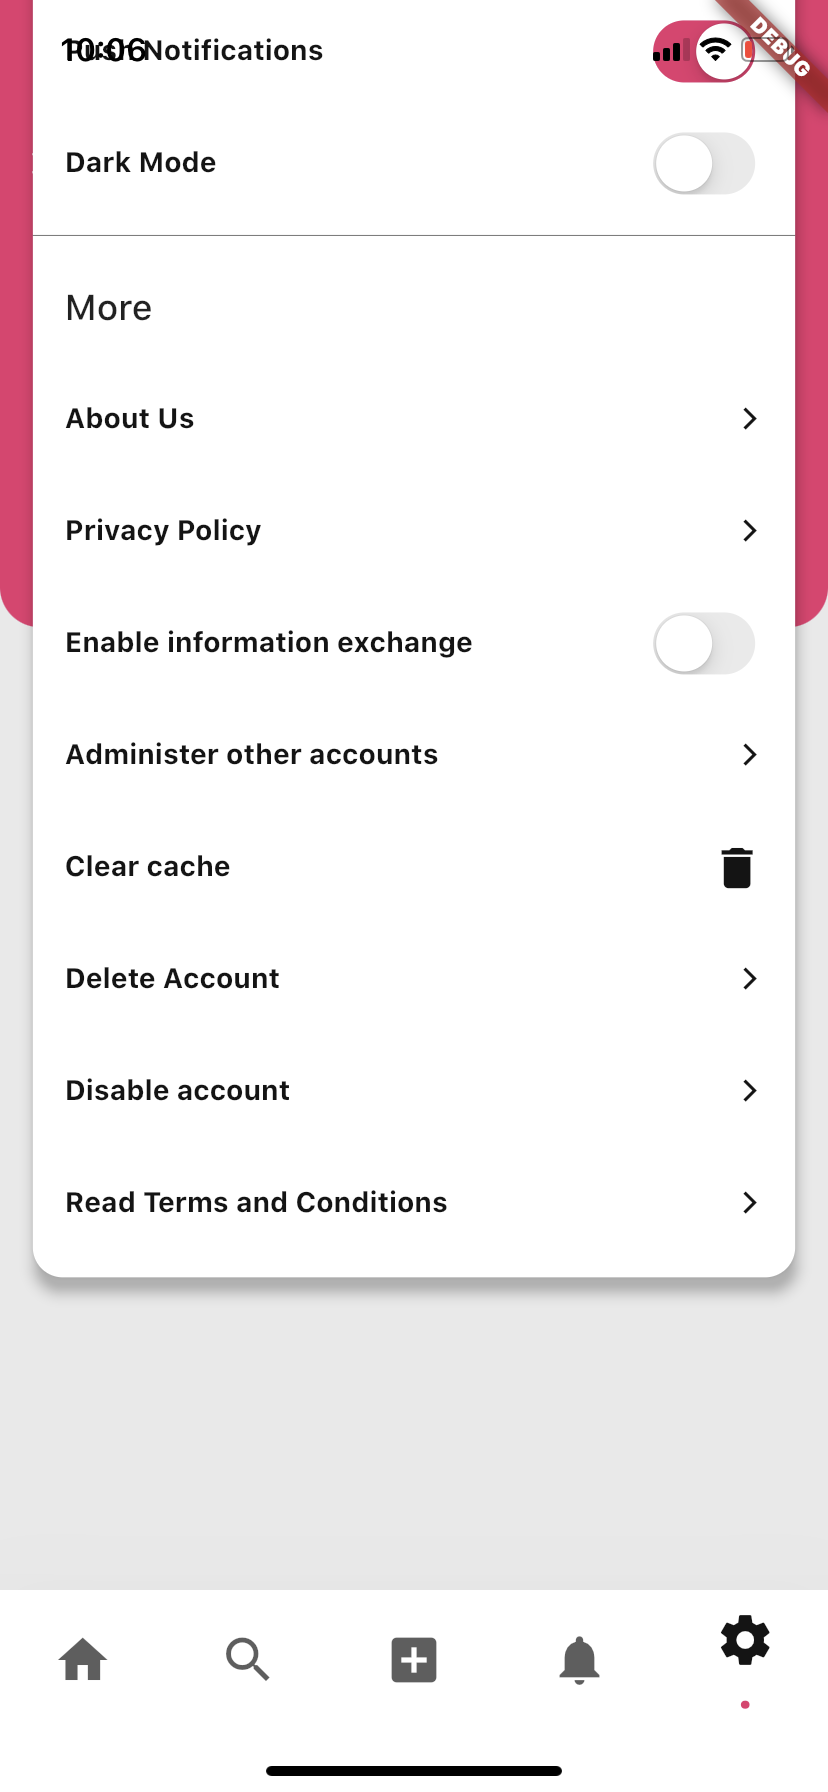 10:06
Push Notifications
DEBUG
Dark Mode
More
About Us
Privacy Policy
Enable information exchange
Administer other accounts
Clear cache
Delete Account
Disable account
Read Terms and Conditions